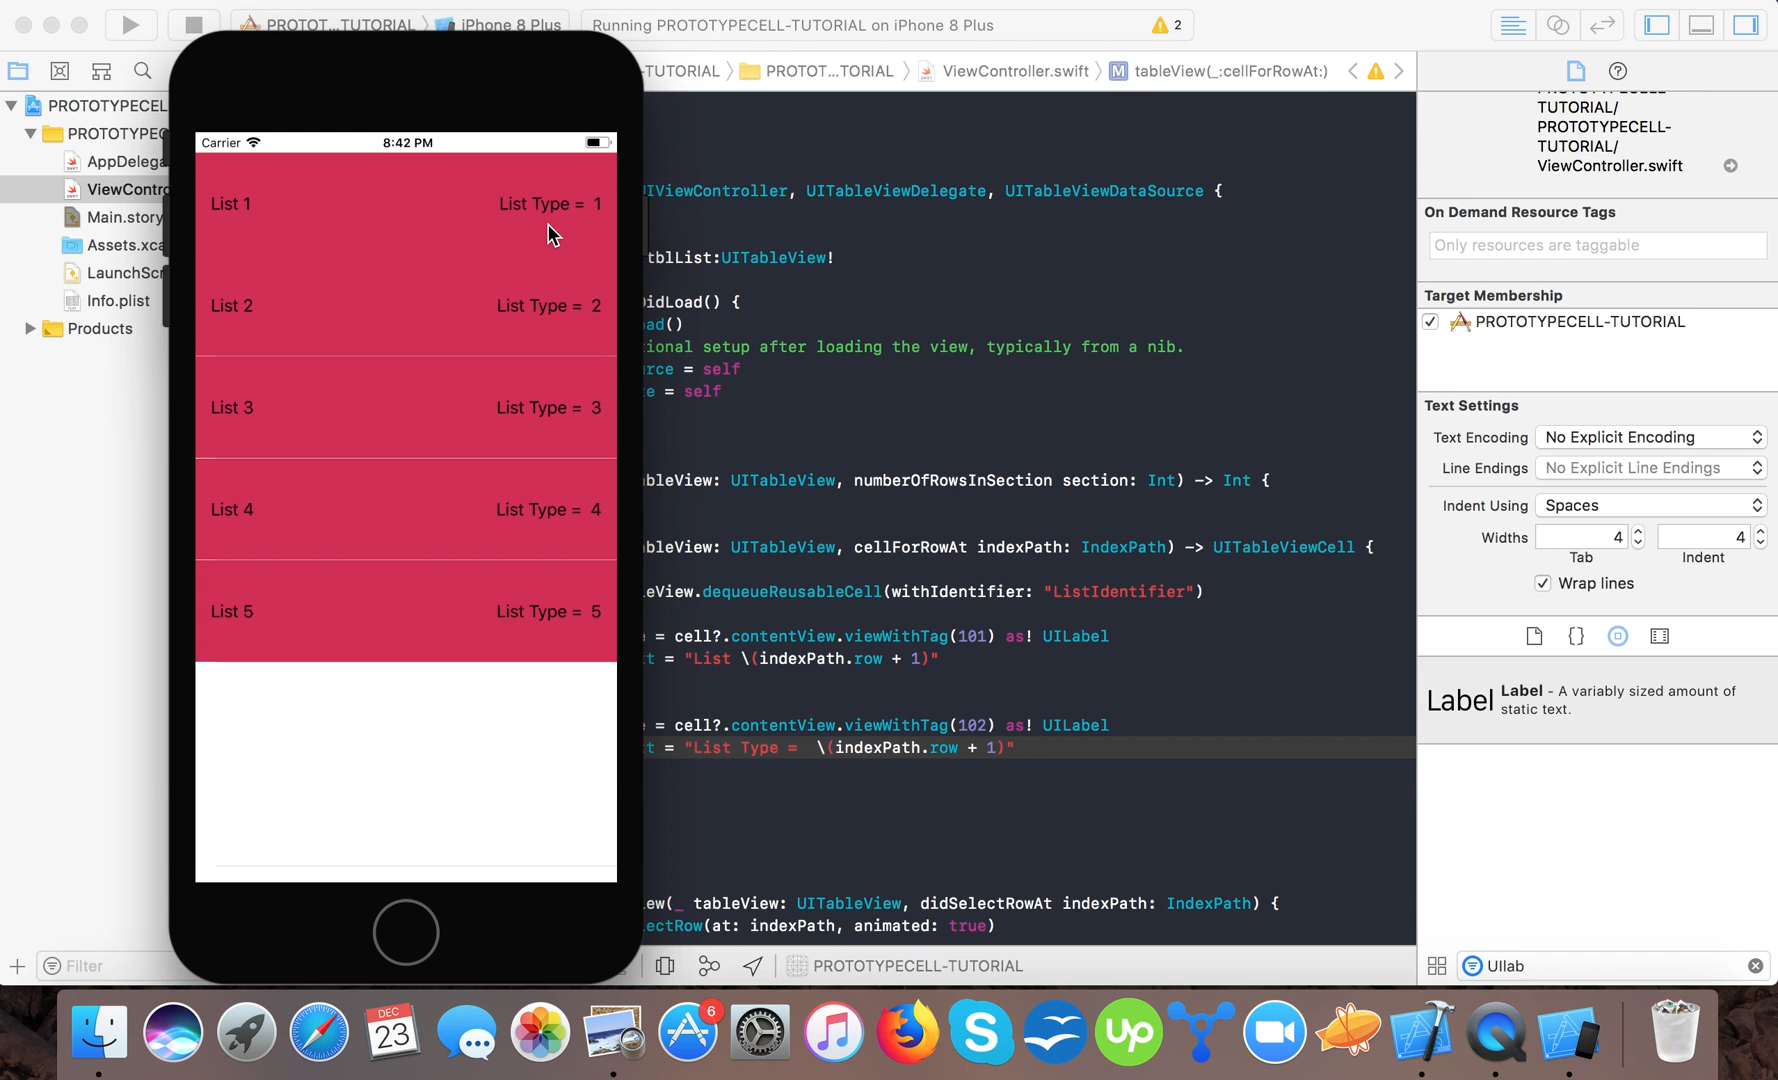 PROTOT...TUTORIAL
iPhone 8 Plus
Running PROTOTYPECELL-TUTORIAL on iPhone 8 Plus
2
-TUTORIAL
PROTOT...TORIAL
ViewController.swift
M
tableView(_:cellForRowAt:)
PROTOTYPECEL
PROTOTYPEC
AppDelega
ViewContro
Main.story
Assets.xca
LaunchScr
Info.plist
Products
Filter
Carrier
8:42 PM
List 1
List Type =  1
List 2
List Type =  2
List 3
List Type =  3
List 4
List Type =  4
List 5
List Type =  5
UIViewController, UITableViewDelegate, UITableViewDataSource {
tblList:UITableView!
idLoad() {
ad()
ional setup after loading the view, typically from a nib.
rce = self
e = self
bleView: UITableView, numberOfRowsInSection section: Int) -> Int {
bleView: UITableView, cellForRowAt indexPath: IndexPath) -> UITableViewCell {
eView.dequeueReusableCell(withIdentifier: "ListIdentifier")
= cell?.contentView.viewWithTag(101) as! UILabel
t = "List \(indexPath.row + 1)"
= cell?.contentView.viewWithTag(102) as! UILabel
t = "List Type =  \(indexPath.row + 1)"
ew(_ tableView: UITableView, didSelectRowAt indexPath: IndexPath) {
ectRow(at: indexPath, animated: true)
PROTOTYPECELL-TUTORIAL
TUTORIAL/
PROTOTYPECELL-
TUTORIAL/
ViewController.swift
On Demand Resource Tags
Only resources are taggable
Target Membership
PROTOTYPECELL-TUTORIAL
Text Settings
Text Encoding
No Explicit Encoding
Line Endings
No Explicit Line Endings
Indent Using
Spaces
Widths
4
4
Tab
Indent
Wrap lines
Label
Label - A variably sized amount of
static text.
UIlab
DEC
23
6
S
up